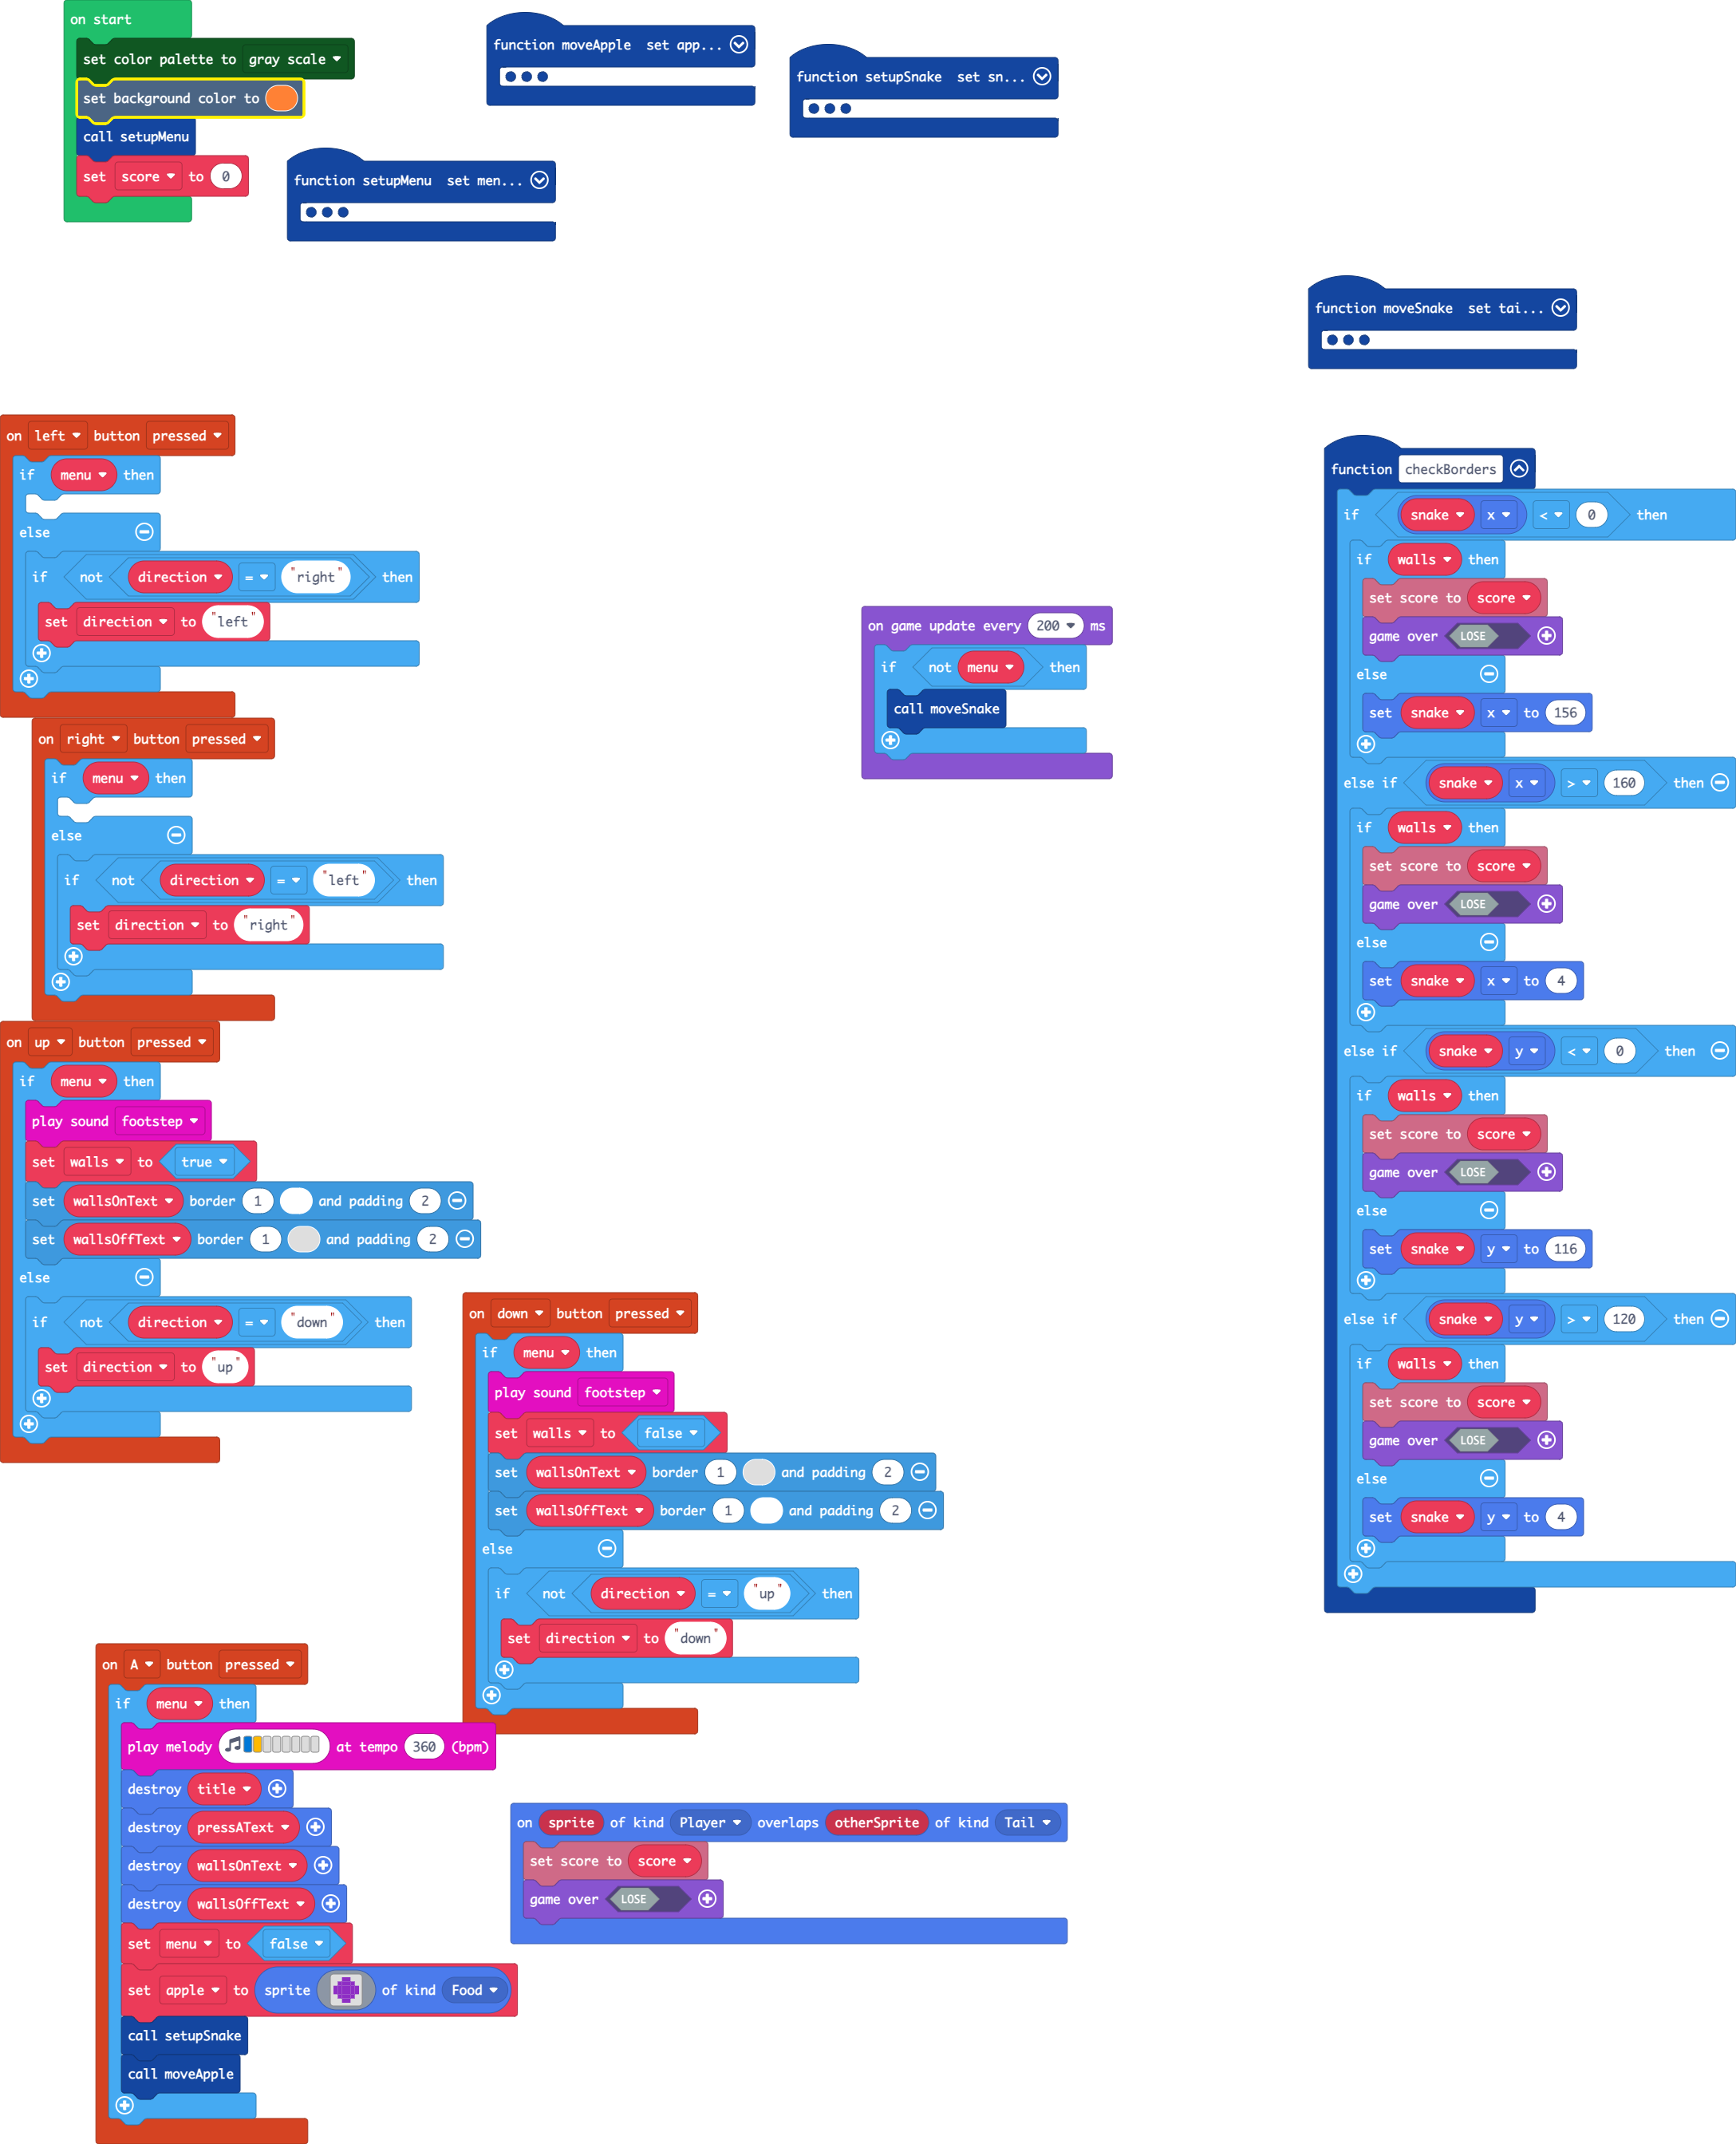 on start
set color palette to gray scale
set background color to
call setupMenu
set score to 0
function moveApple set app...
function setupSnake set sn...
function setupMenu set men...
function moveSnake set tai...
on left button pressed
if menu then
else
if not direction = "right" then
set direction to "left"
on right button pressed
if menu then
else
if not direction = "left" then
set direction to "right"
on up button pressed
if menu then
play sound footstep
set walls to true
set wallsOnText border 1 and padding 2
set wallsOffText border 1 and padding 2
else
if not direction = "down" then
set direction to "up"
on down button pressed
if menu then
play sound footstep
set walls to false
set wallsOnText border 1 and padding 2
set wallsOffText border 1 and padding 2
else
if not direction = "up" then
set direction to "down"
on A button pressed
if menu then
play melody at tempo 360 (bpm)
destroy title
destroy pressAText
destroy wallsOnText
destroy wallsOffText
set menu to false
set apple to sprite of kind Food
call setupSnake
call moveApple
on sprite of kind Player overlaps otherSprite of kind Tail
set score to score
game over LOSE
on game update every 200 ms
if not menu then
call moveSnake
function checkBorders
if snake x < 0 then
if walls then
set score to score
game over LOSE
else
set snake x to 156
else if snake x > 160 then
if walls then
set score to score
game over LOSE
else
set snake x to 4
else if snake y < 0 then
if walls then
set score to score
game over LOSE
else
set snake y to 116
else if snake y > 120 then
if walls then
set score to score
game over LOSE
else
set snake y to 4